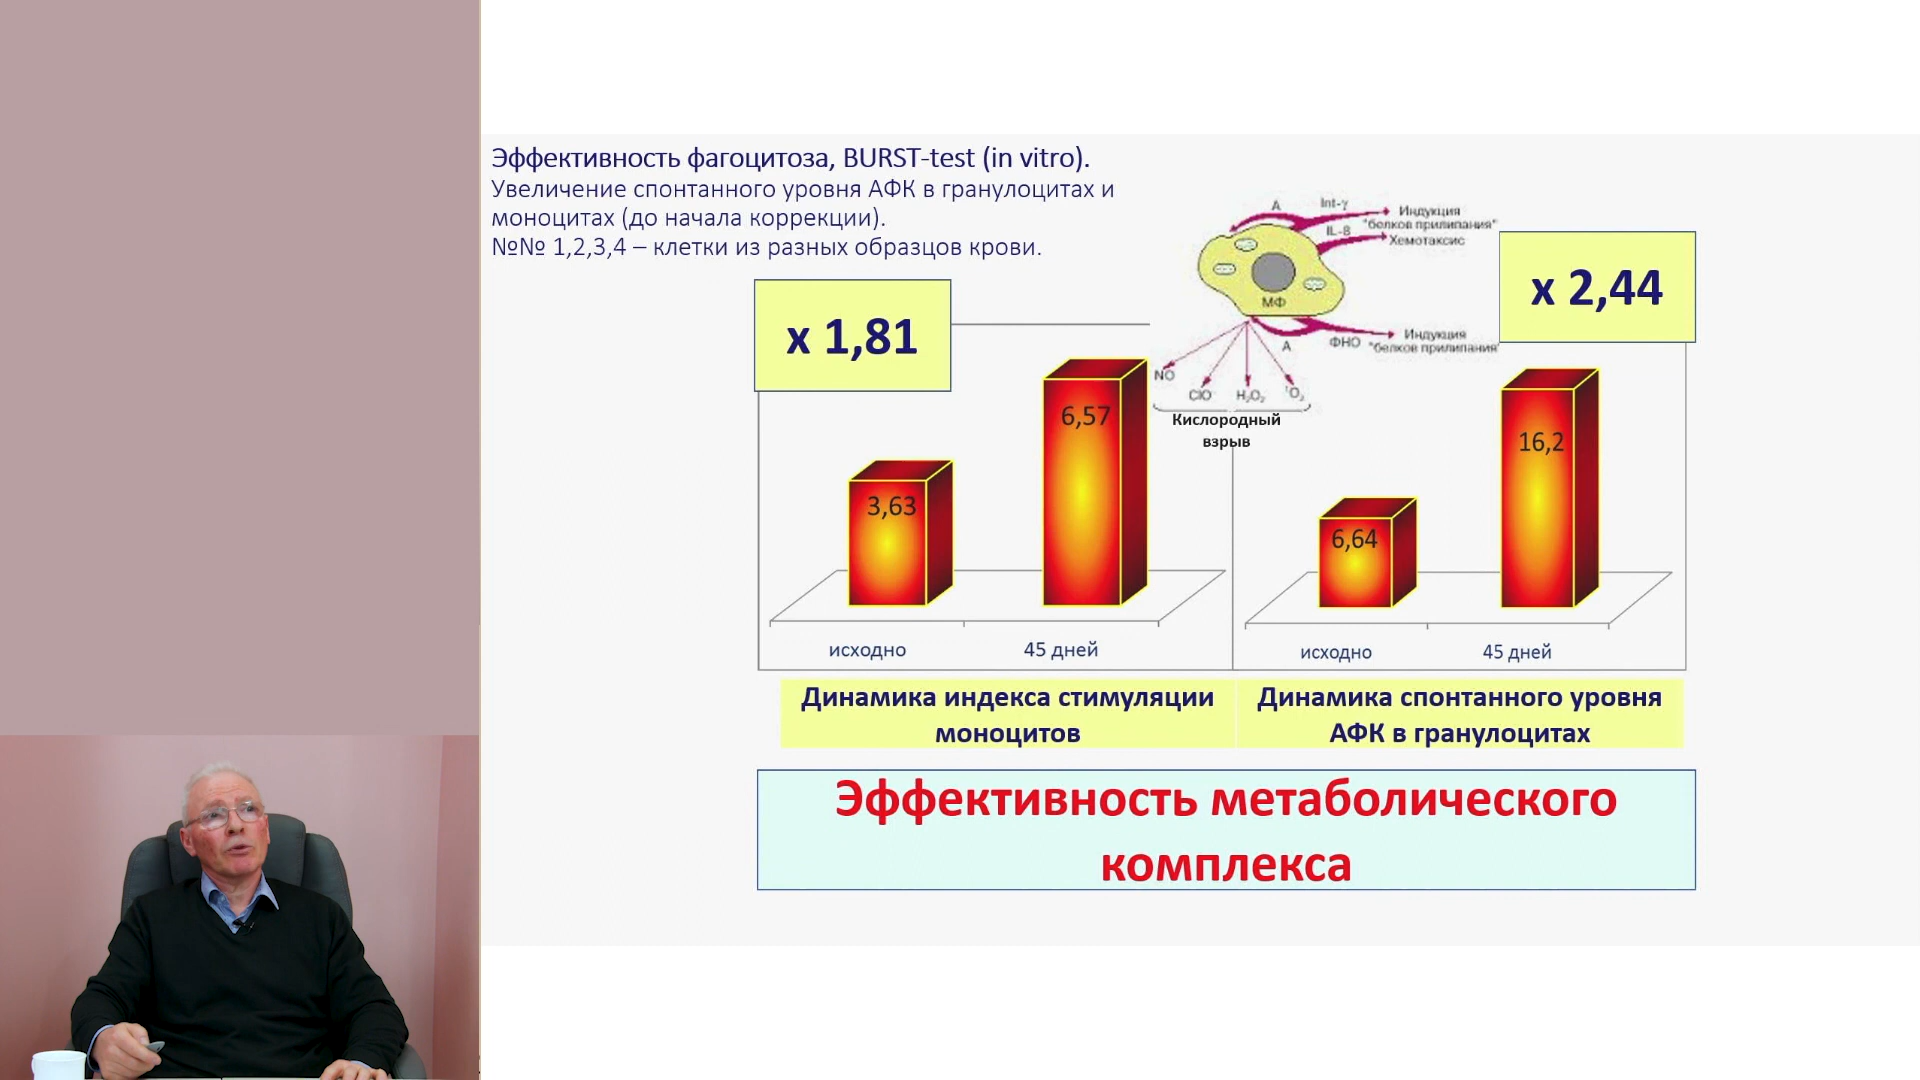 Эффективность фагоцитоза, BURST-test (in vitro).
Увеличение спонтанного уровня АФК в гранулоцитах и
моноцитах (до начала коррекции).
№№ 1,2,3,4 – клетки из разных образцов крови.
х 1,81
х 2,44
A
Int-γ
Индукция
"белков прилипания"
IL-8
Хемотаксис
МФ
A
ФНО
Индукция
"белков прилипания"
NO
ClO⁻
H₂O₂
¹O₂
Кислородный
взрыв
3,63
6,57
исходно
45 дней
6,64
16,2
исходно
45 дней
Динамика индекса стимуляции
моноцитов
Динамика спонтанного уровня
АФК в гранулоцитах
Эффективность метаболического
комплекса